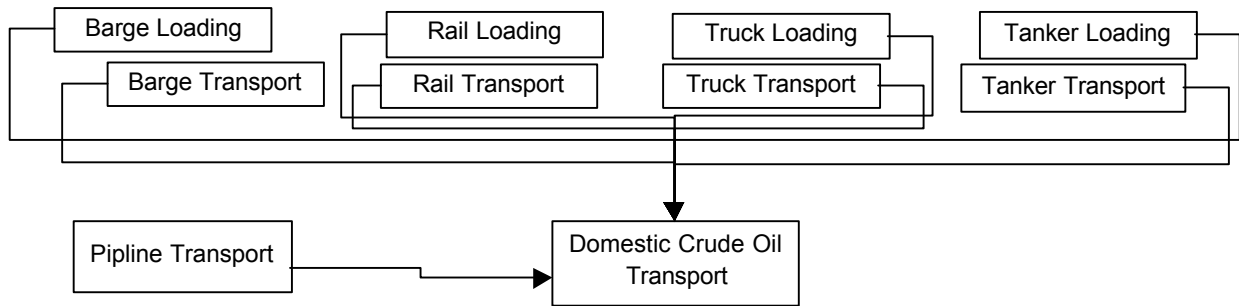 Barge Loading
Rail Loading
Truck Loading
Tanker Loading
Barge Transport
Rail Transport
Truck Transport
Tanker Transport
Pipline Transport
Domestic Crude Oil
Transport